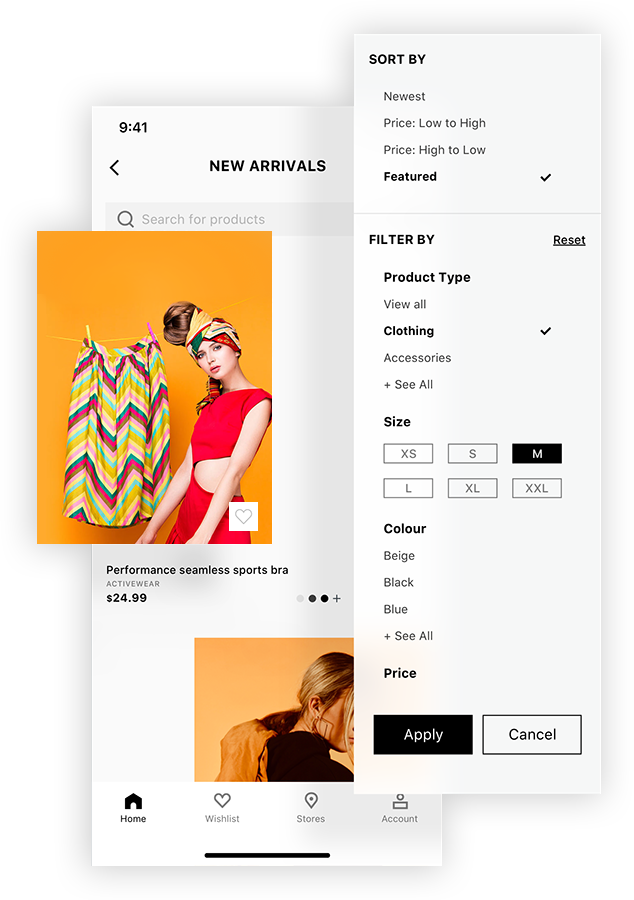 SORT BY
Newest
Price: Low to High
Price: High to Low
Featured
FILTER BY
Reset
Product Type
View all
Clothing
Accessories
+ See All
Size
XS S M
L XL XXL
Colour
Beige
Black
Blue
+ See All
Price
Apply Cancel
9:41
NEW ARRIVALS
Search for products
Performance seamless sports bra
ACTIVEWEAR
$24.99
Home Wishlist Stores Account